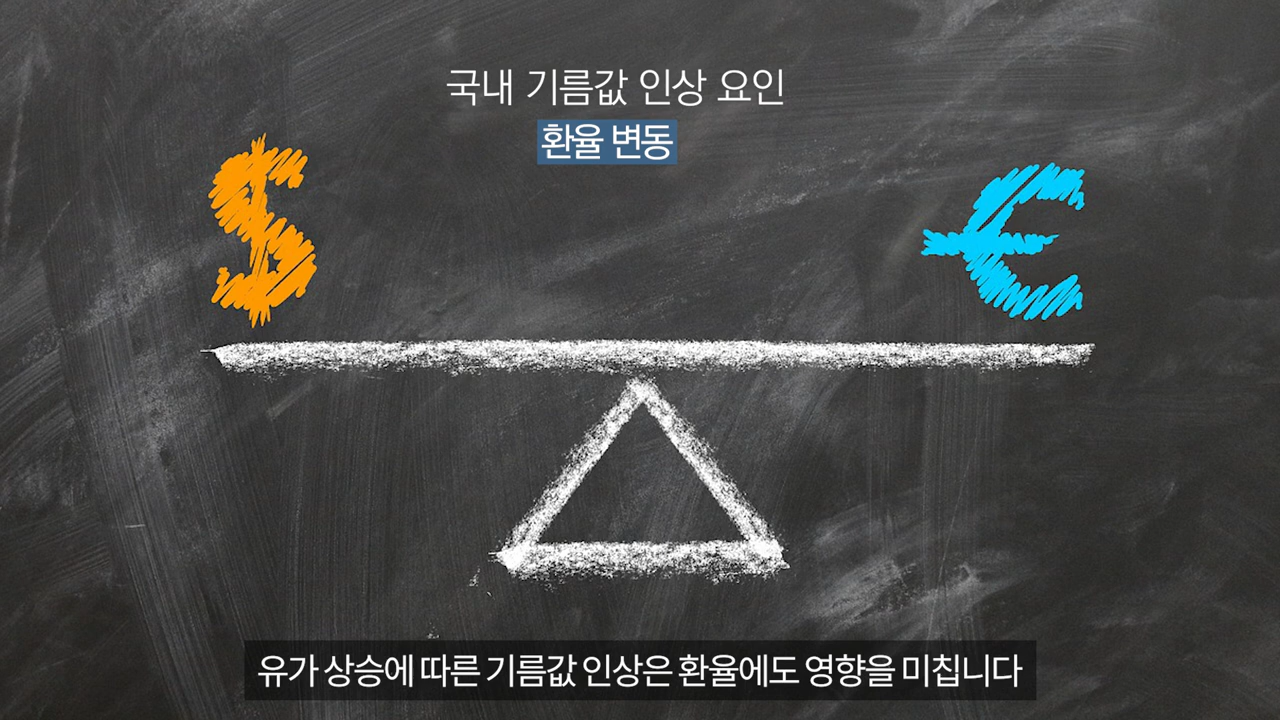 국내 기름값 인상 요인
환율 변동
$ €
유가 상승에 따른 기름값 인상은 환율에도 영향을 미칩니다